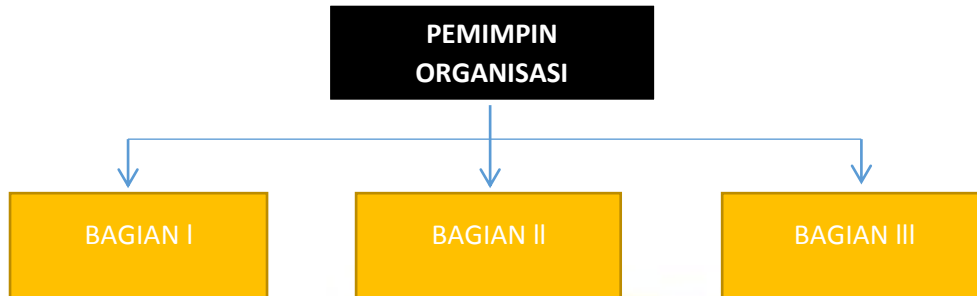 PEMIMPIN
ORGANISASI
BAGIAN I
BAGIAN II
BAGIAN III